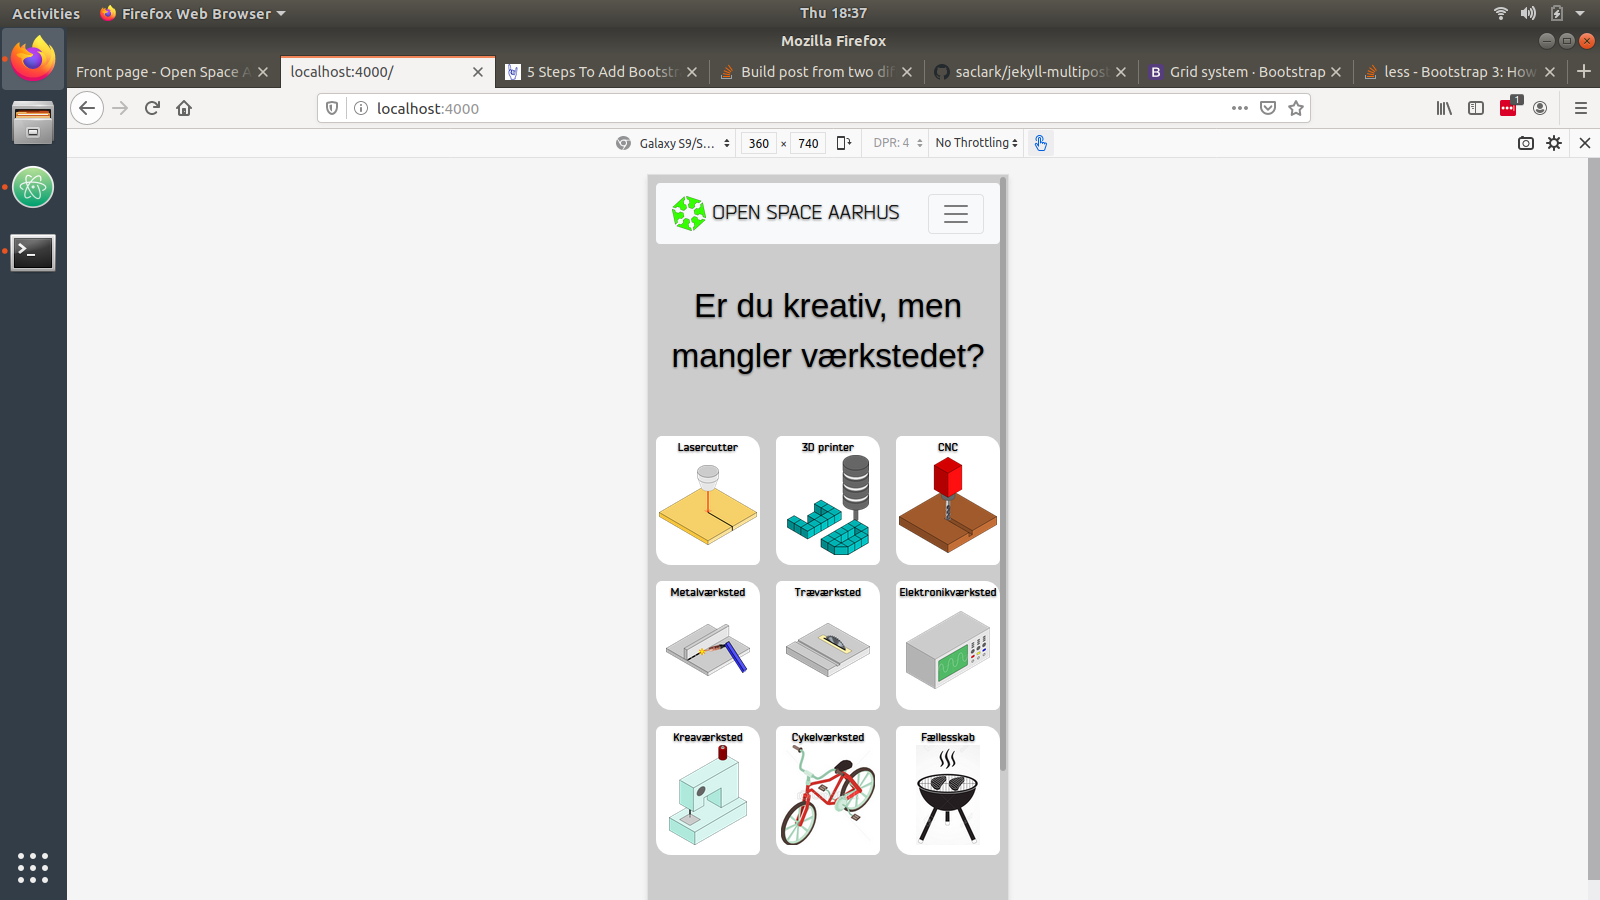 Activities
Firefox Web Browser
Thu 18:37
Mozilla Firefox
Front page - Open Space A
localhost:4000/
5 Steps To Add Bootstr
Build post from two dif
saclark/jekyll-multipost
Grid system · Bootstrap
less - Bootstrap 3: How
localhost:4000
1
Galaxy S9/S...
360 × 740
DPR: 4
No Throttling
OPEN SPACE AARHUS
Er du kreativ, men
mangler værkstedet?
Lasercutter
3D printer
CNC
Metalværksted
Træværksted
Elektronikværksted
Kreaværksted
Cykelværksted
Fællesskab